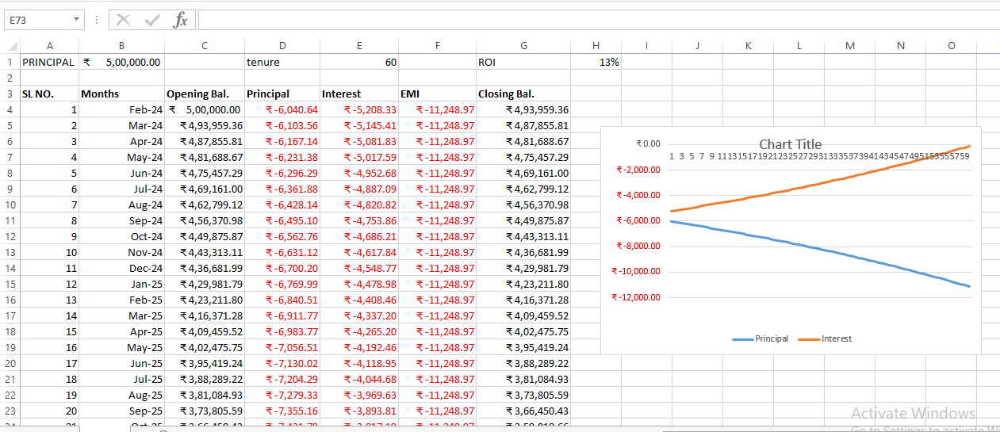 E73 fx
A B C D E F G H I J K L M N O
1 PRINCIPAL ₹ 5,00,000.00 tenure 60 ROI 13%
2
3 SL NO. Months Opening Bal. Principal Interest EMI Closing Bal.
4 1 Feb-24 ₹ 5,00,000.00 ₹ -6,040.64 ₹ -5,208.33 ₹ -11,248.97 ₹ 4,93,959.36
5 2 Mar-24 ₹ 4,93,959.36 ₹ -6,103.56 ₹ -5,145.41 ₹ -11,248.97 ₹ 4,87,855.81
6 3 Apr-24 ₹ 4,87,855.81 ₹ -6,167.14 ₹ -5,081.83 ₹ -11,248.97 ₹ 4,81,688.67
7 4 May-24 ₹ 4,81,688.67 ₹ -6,231.38 ₹ -5,017.59 ₹ -11,248.97 ₹ 4,75,457.29
8 5 Jun-24 ₹ 4,75,457.29 ₹ -6,296.29 ₹ -4,952.68 ₹ -11,248.97 ₹ 4,69,161.00
9 6 Jul-24 ₹ 4,69,161.00 ₹ -6,361.88 ₹ -4,887.09 ₹ -11,248.97 ₹ 4,62,799.12
10 7 Aug-24 ₹ 4,62,799.12 ₹ -6,428.14 ₹ -4,820.82 ₹ -11,248.97 ₹ 4,56,370.98
11 8 Sep-24 ₹ 4,56,370.98 ₹ -6,495.10 ₹ -4,753.86 ₹ -11,248.97 ₹ 4,49,875.87
12 9 Oct-24 ₹ 4,49,875.87 ₹ -6,562.76 ₹ -4,686.21 ₹ -11,248.97 ₹ 4,43,313.11
13 10 Nov-24 ₹ 4,43,313.11 ₹ -6,631.12 ₹ -4,617.84 ₹ -11,248.97 ₹ 4,36,681.99
14 11 Dec-24 ₹ 4,36,681.99 ₹ -6,700.20 ₹ -4,548.77 ₹ -11,248.97 ₹ 4,29,981.79
15 12 Jan-25 ₹ 4,29,981.79 ₹ -6,769.99 ₹ -4,478.98 ₹ -11,248.97 ₹ 4,23,211.80
16 13 Feb-25 ₹ 4,23,211.80 ₹ -6,840.51 ₹ -4,408.46 ₹ -11,248.97 ₹ 4,16,371.28
17 14 Mar-25 ₹ 4,16,371.28 ₹ -6,911.77 ₹ -4,337.20 ₹ -11,248.97 ₹ 4,09,459.52
18 15 Apr-25 ₹ 4,09,459.52 ₹ -6,983.77 ₹ -4,265.20 ₹ -11,248.97 ₹ 4,02,475.75
19 16 May-25 ₹ 4,02,475.75 ₹ -7,056.51 ₹ -4,192.46 ₹ -11,248.97 ₹ 3,95,419.24
20 17 Jun-25 ₹ 3,95,419.24 ₹ -7,130.02 ₹ -4,118.95 ₹ -11,248.97 ₹ 3,88,289.22
21 18 Jul-25 ₹ 3,88,289.22 ₹ -7,204.29 ₹ -4,044.68 ₹ -11,248.97 ₹ 3,81,084.93
22 19 Aug-25 ₹ 3,81,084.93 ₹ -7,279.33 ₹ -3,969.63 ₹ -11,248.97 ₹ 3,73,805.59
23 20 Sep-25 ₹ 3,73,805.59 ₹ -7,355.16 ₹ -3,893.81 ₹ -11,248.97 ₹ 3,66,450.43
Chart Title
₹ 0.00
1 3 5 7 9 11 13 15 17 19 21 23 25 27 29 31 33 35 37 39 41 43 45 47 49 51 53 55 57 59
₹ -2,000.00
₹ -4,000.00
₹ -6,000.00
₹ -8,000.00
₹ -10,000.00
₹ -12,000.00
Principal Interest
Activate Windows